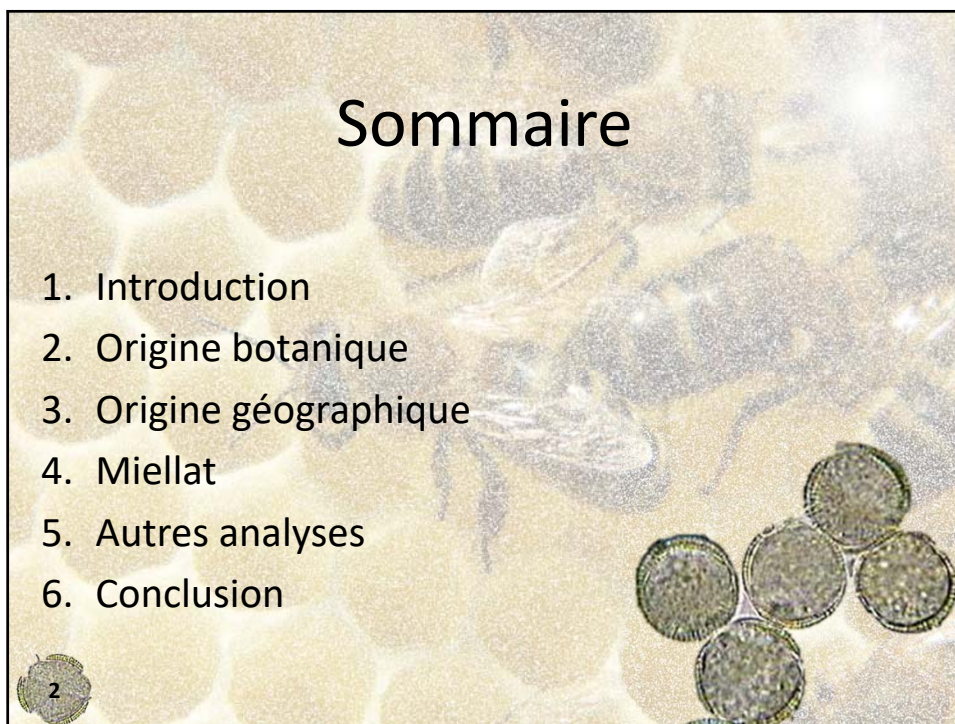 Sommaire
1. Introduction
2. Origine botanique
3. Origine géographique
4. Miellat
5. Autres analyses
6. Conclusion
2